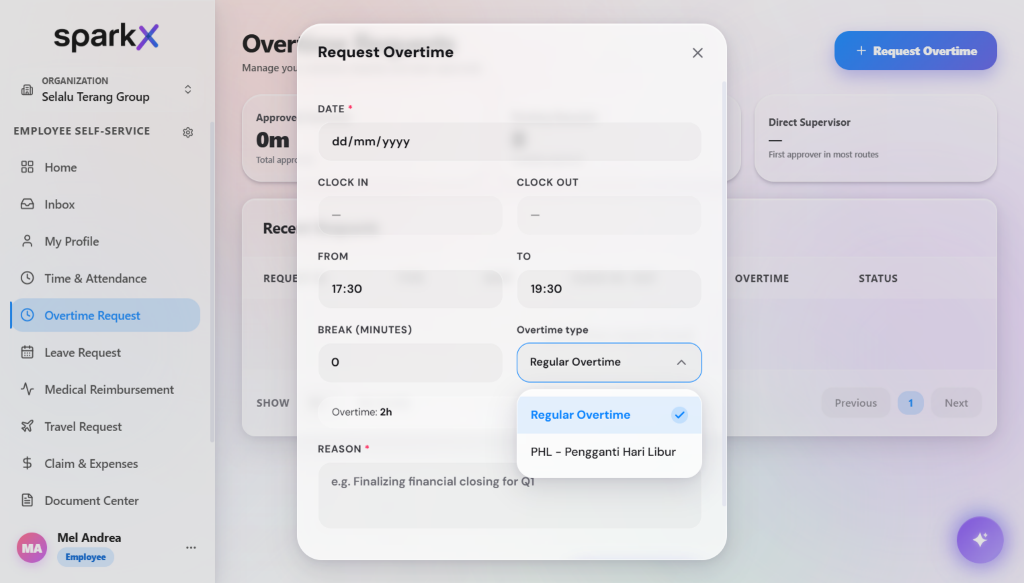 sparkX
ORGANIZATION
Selalu Terang Group
EMPLOYEE SELF-SERVICE
Home
Inbox
My Profile
Time & Attendance
Overtime Request
Leave Request
Medical Reimbursement
Travel Request
Claim & Expenses
Document Center
MA
Mel Andrea
Employee
Manage you
+ Request Overtime
Approve
0m
Total appro
Direct Supervisor
—
First approver in most routes
OVERTIME
STATUS
SHOW
Previous
1
Next
Request Overtime
DATE *
dd/mm/yyyy
CLOCK IN
—
CLOCK OUT
—
FROM
17:30
TO
19:30
BREAK (MINUTES)
0
Overtime type
Regular Overtime
Regular Overtime
PHL - Pengganti Hari Libur
Overtime: 2h
REASON *
e.g. Finalizing financial closing for Q1